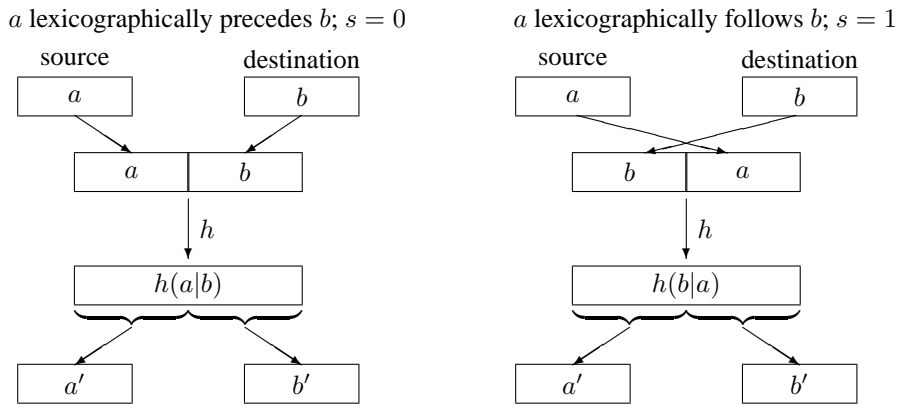 a lexicographically precedes b; s = 0
a lexicographically follows b; s = 1
source destination
a b
a b
h
h(a|b)
a′ b′
source destination
a b
b a
h
h(b|a)
a′ b′